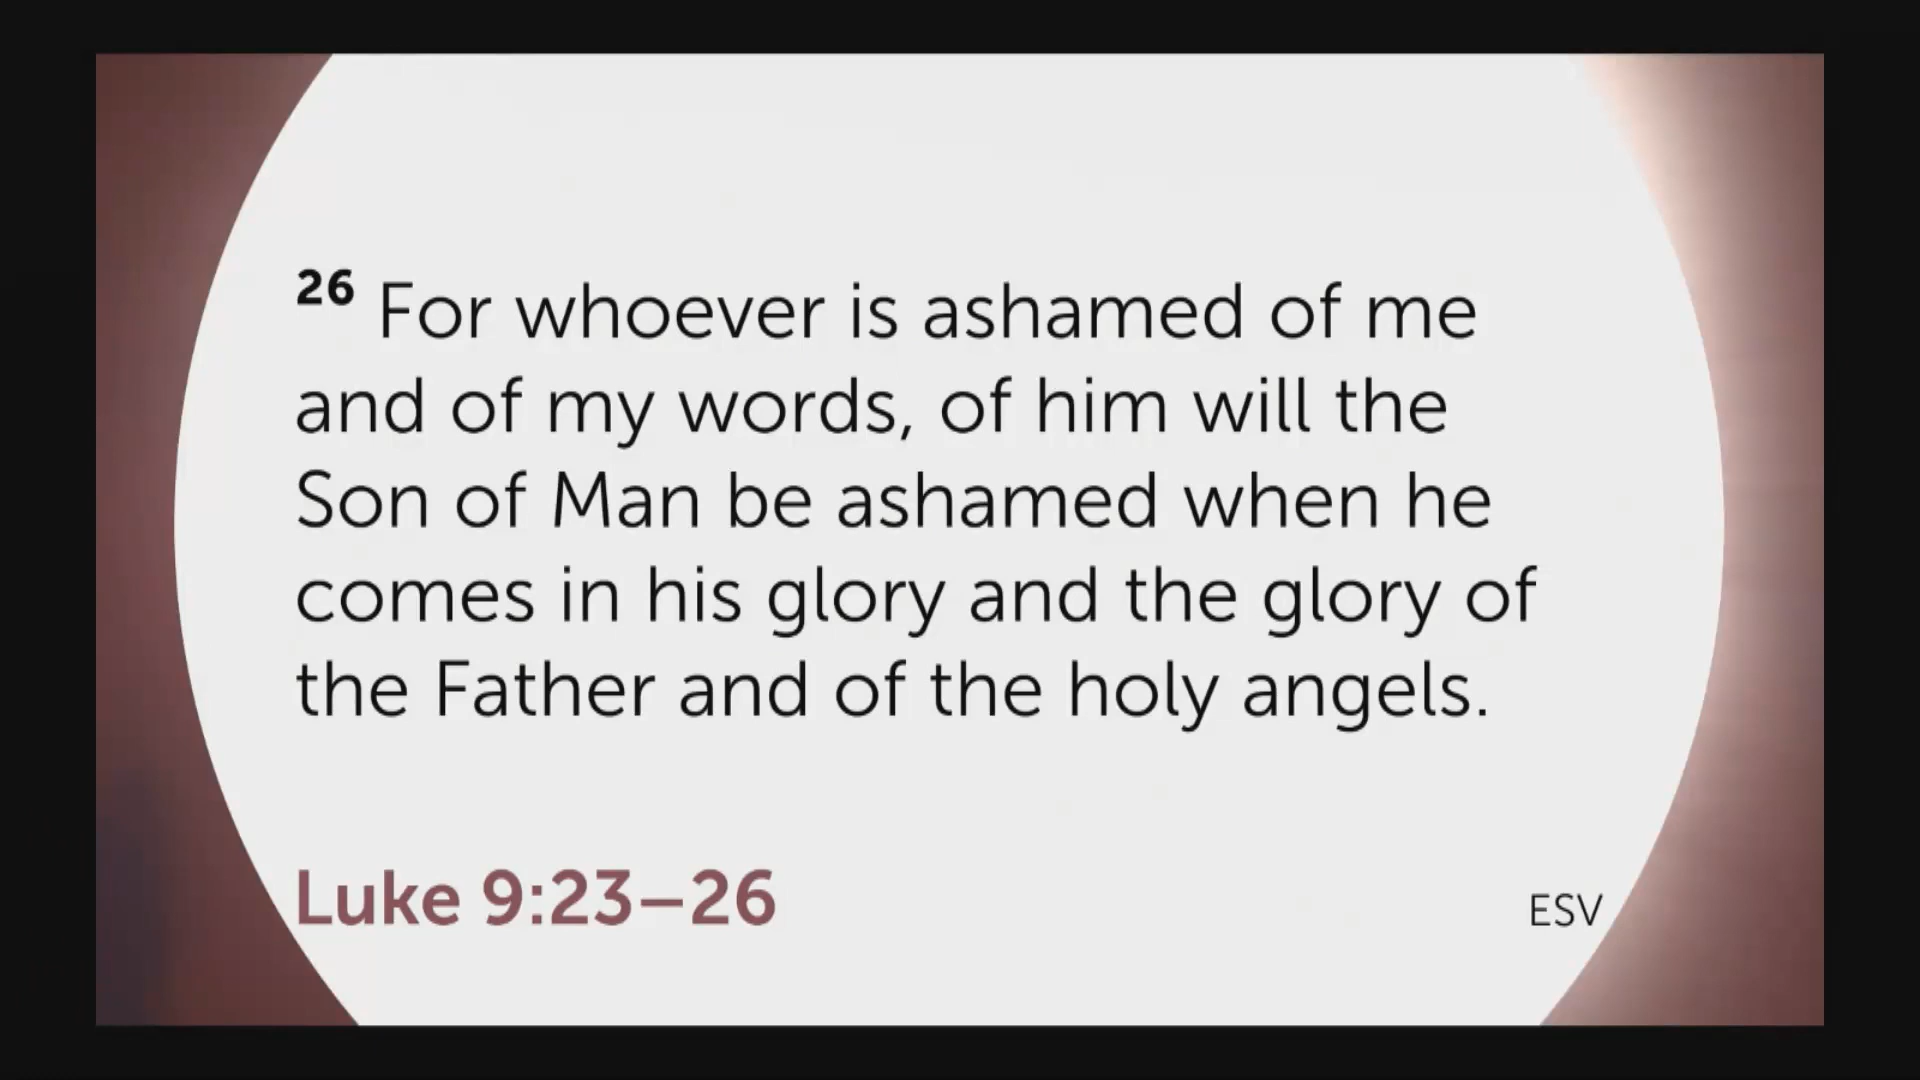 26 For whoever is ashamed of me
and of my words, of him will the
Son of Man be ashamed when he
comes in his glory and the glory of
the Father and of the holy angels.
Luke 9:23–26
ESV